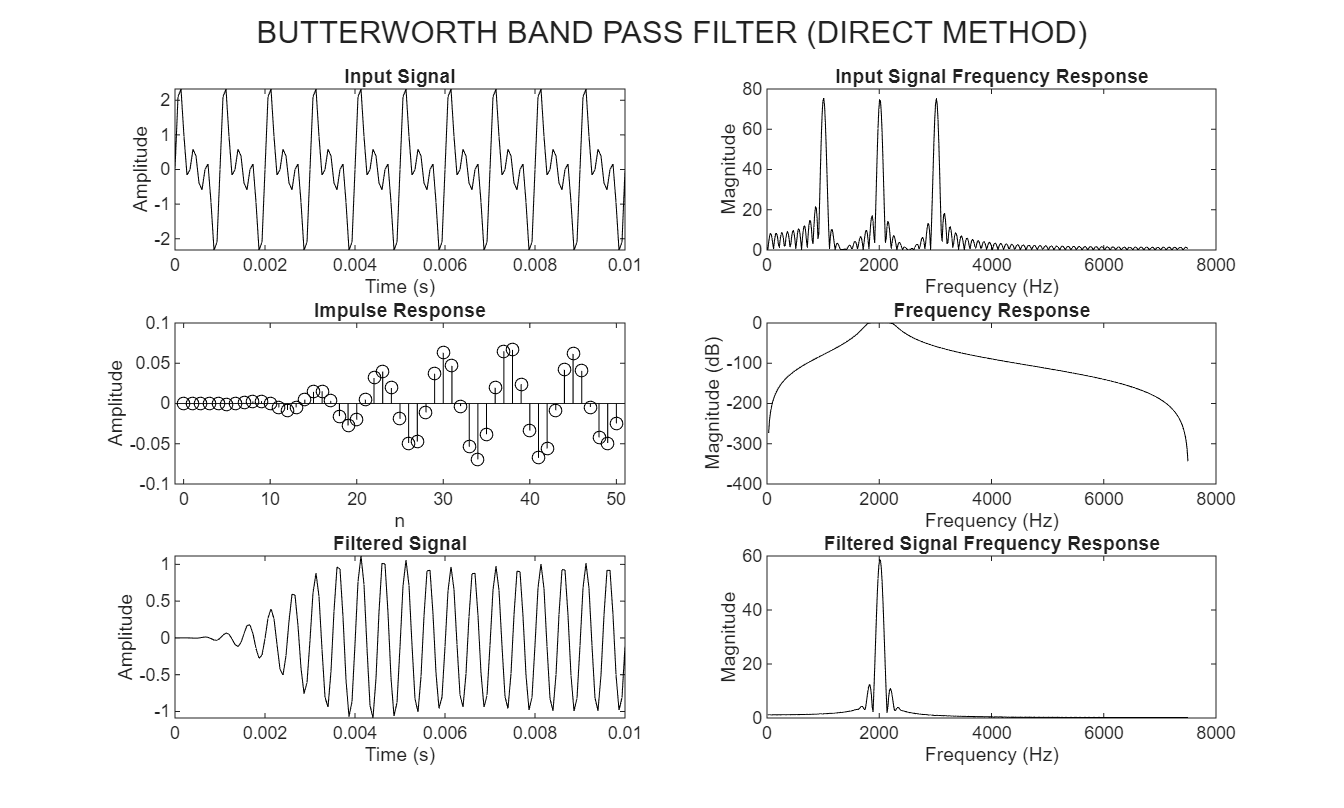 BUTTERWORTH BAND PASS FILTER (DIRECT METHOD)
Input Signal
Amplitude
2
1
0
-1
-2
0 0.002 0.004 0.006 0.008 0.01
Time (s)
Input Signal Frequency Response
Magnitude
80
60
40
20
0
0 2000 4000 6000 8000
Frequency (Hz)
Impulse Response
Amplitude
0.1
0.05
0
-0.05
-0.1
0 10 20 30 40 50
n
Frequency Response
Magnitude (dB)
0
-100
-200
-300
-400
0 2000 4000 6000 8000
Frequency (Hz)
Filtered Signal
Amplitude
1
0.5
0
-0.5
-1
0 0.002 0.004 0.006 0.008 0.01
Time (s)
Filtered Signal Frequency Response
Magnitude
60
40
20
0
0 2000 4000 6000 8000
Frequency (Hz)